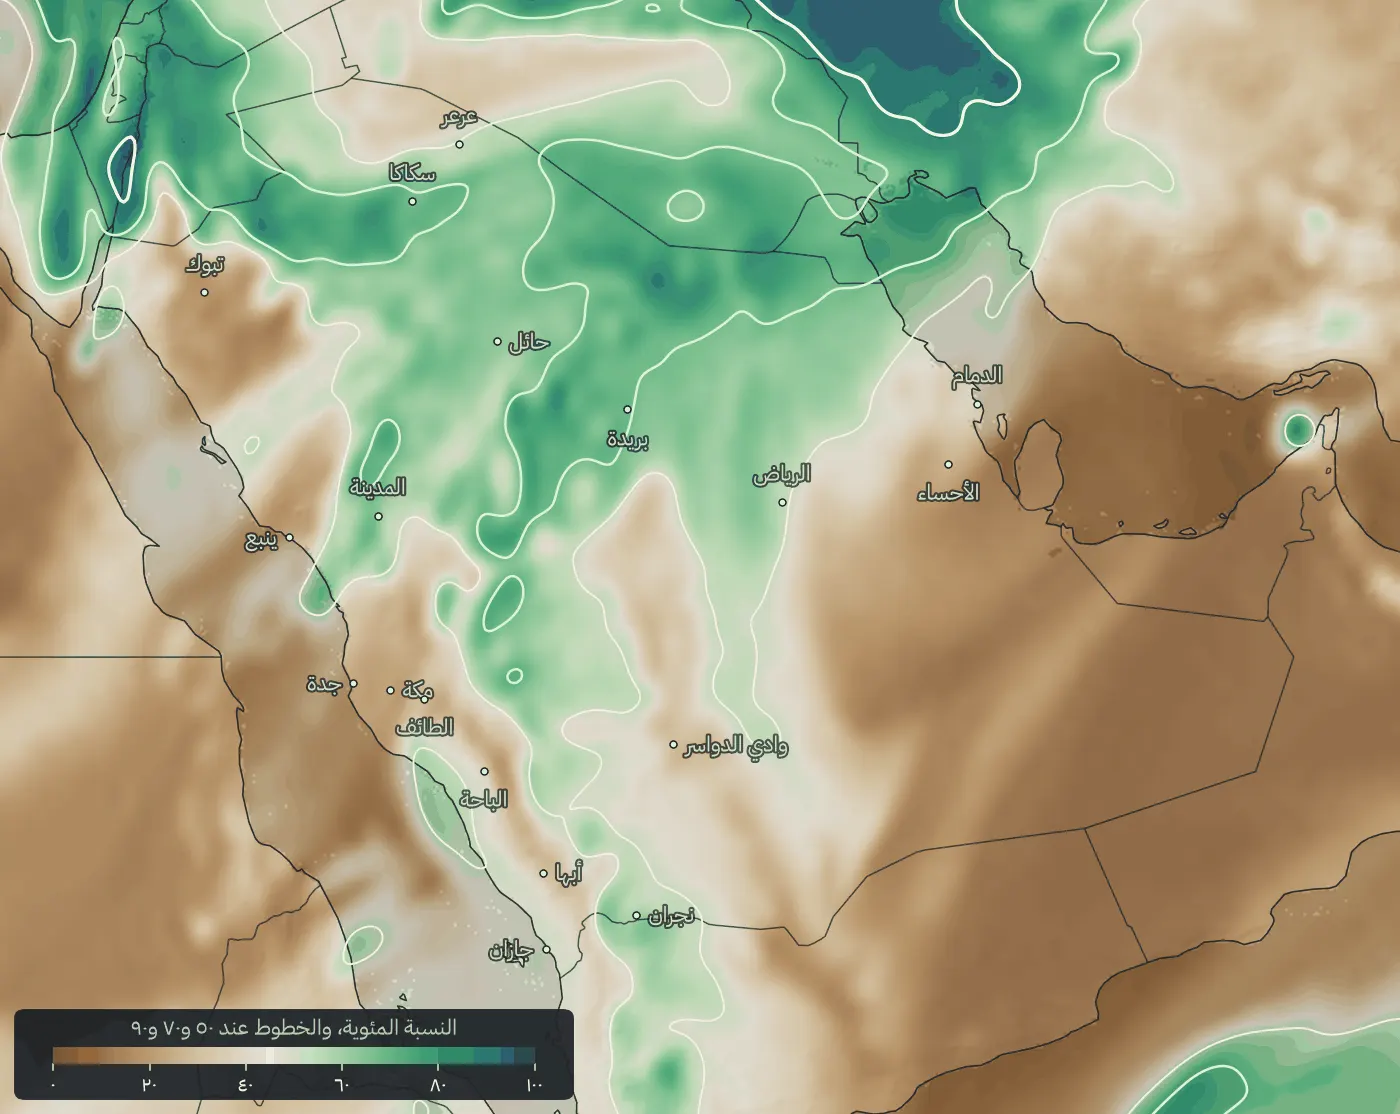 عرعر
سكاكا
تبوك
حائل
الدمام
بريدة
الرياض
الأحساء
المدينة
ينبع
جدة
مكة
الطائف
وادي الدواسر
الباحة
أبها
نجران
جازان
النسبة المئوية، والخطوط عند ٥٠ و٧٠ و٩٠
٠ ٢٠ ٤٠ ٦٠ ٨٠ ١٠٠